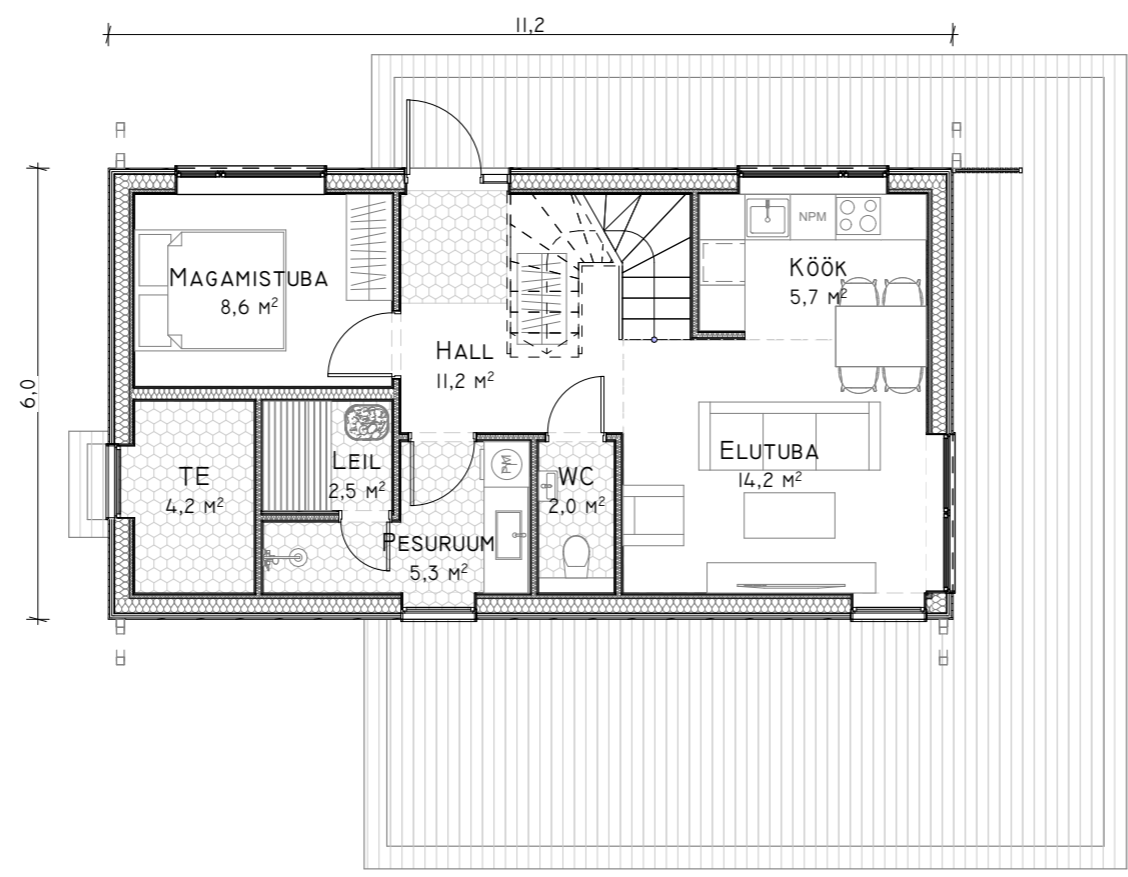 11,2
6,0
NPM
Magamistuba
8,6 m²
Köök
5,7 m²
Hall
11,2 m²
Elutuba
14,2 m²
TE
4,2 m²
Leil
2,5 m²
PM
WC
2,0 m²
Pesuruum
5,3 m²